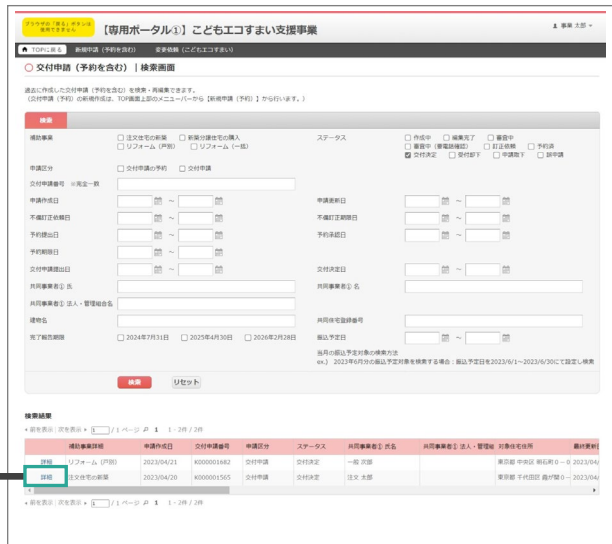 ブラウザの「戻る」ボタンは
使用できません
【専用ポータル①】こどもエコすまい支援事業
事業 太郎
TOPに戻る 新規申請（予約を含む） 変更依頼（こどもエコすまい）
交付申請（予約を含む）｜検索画面
過去に作成した交付申請（予約を含む）を検索・再編集できます。
（交付申請（予約）の新規作成は、TOP画面上部のメニューバーから【新規申請（予約）】から行います。）
検索
補助事業 注文住宅の新築 新築分譲住宅の購入 ステータス 作成中 編集完了 審査中
リフォーム（戸別） リフォーム（一括） 審査中（要電話確認） 訂正依頼 予約済
交付決定 受付却下 申請取下 誤申請
申請区分 交付申請の予約 交付申請
交付申請番号 ※完全一致
申請作成日 ～ 申請更新日 ～
不備訂正依頼日 ～ 不備訂正期限日 ～
予約提出日 ～ 予約承認日 ～
予約期限日 ～
交付申請提出日 ～ 交付決定日 ～
共同事業者① 氏 共同事業者① 名
共同事業者① 法人・管理組合名
建物名 共同住宅登録番号
完了報告期限 2024年7月31日 2025年4月30日 2026年2月28日 振込予定日 ～
当月の振込予定対象の検索方法
ex.) 2023年6月分の振込予定対象を検索する場合：振込予定日を2023/6/1～2023/6/30にて設定し検索
検索 リセット
検索結果
前を表示 次を表示 1 / 1 ページ 1 1 - 2件 / 2件
補助事業詳細 申請作成日 交付申請番号 申請区分 ステータス 共同事業者① 氏名 共同事業者① 法人・管理組 対象住宅住所 最終更新日
詳細 リフォーム（戸別） 2023/04/21 K000001682 交付申請 交付決定 一般 次郎 東京都 中央区 明石町０－０ 2023/04/
詳細 注文住宅の新築 2023/04/20 K000001565 交付申請 交付決定 注文 太郎 東京都 千代田区 霞が関０－ 2023/04/
前を表示 次を表示 1 / 1 ページ 1 1 - 2件 / 2件